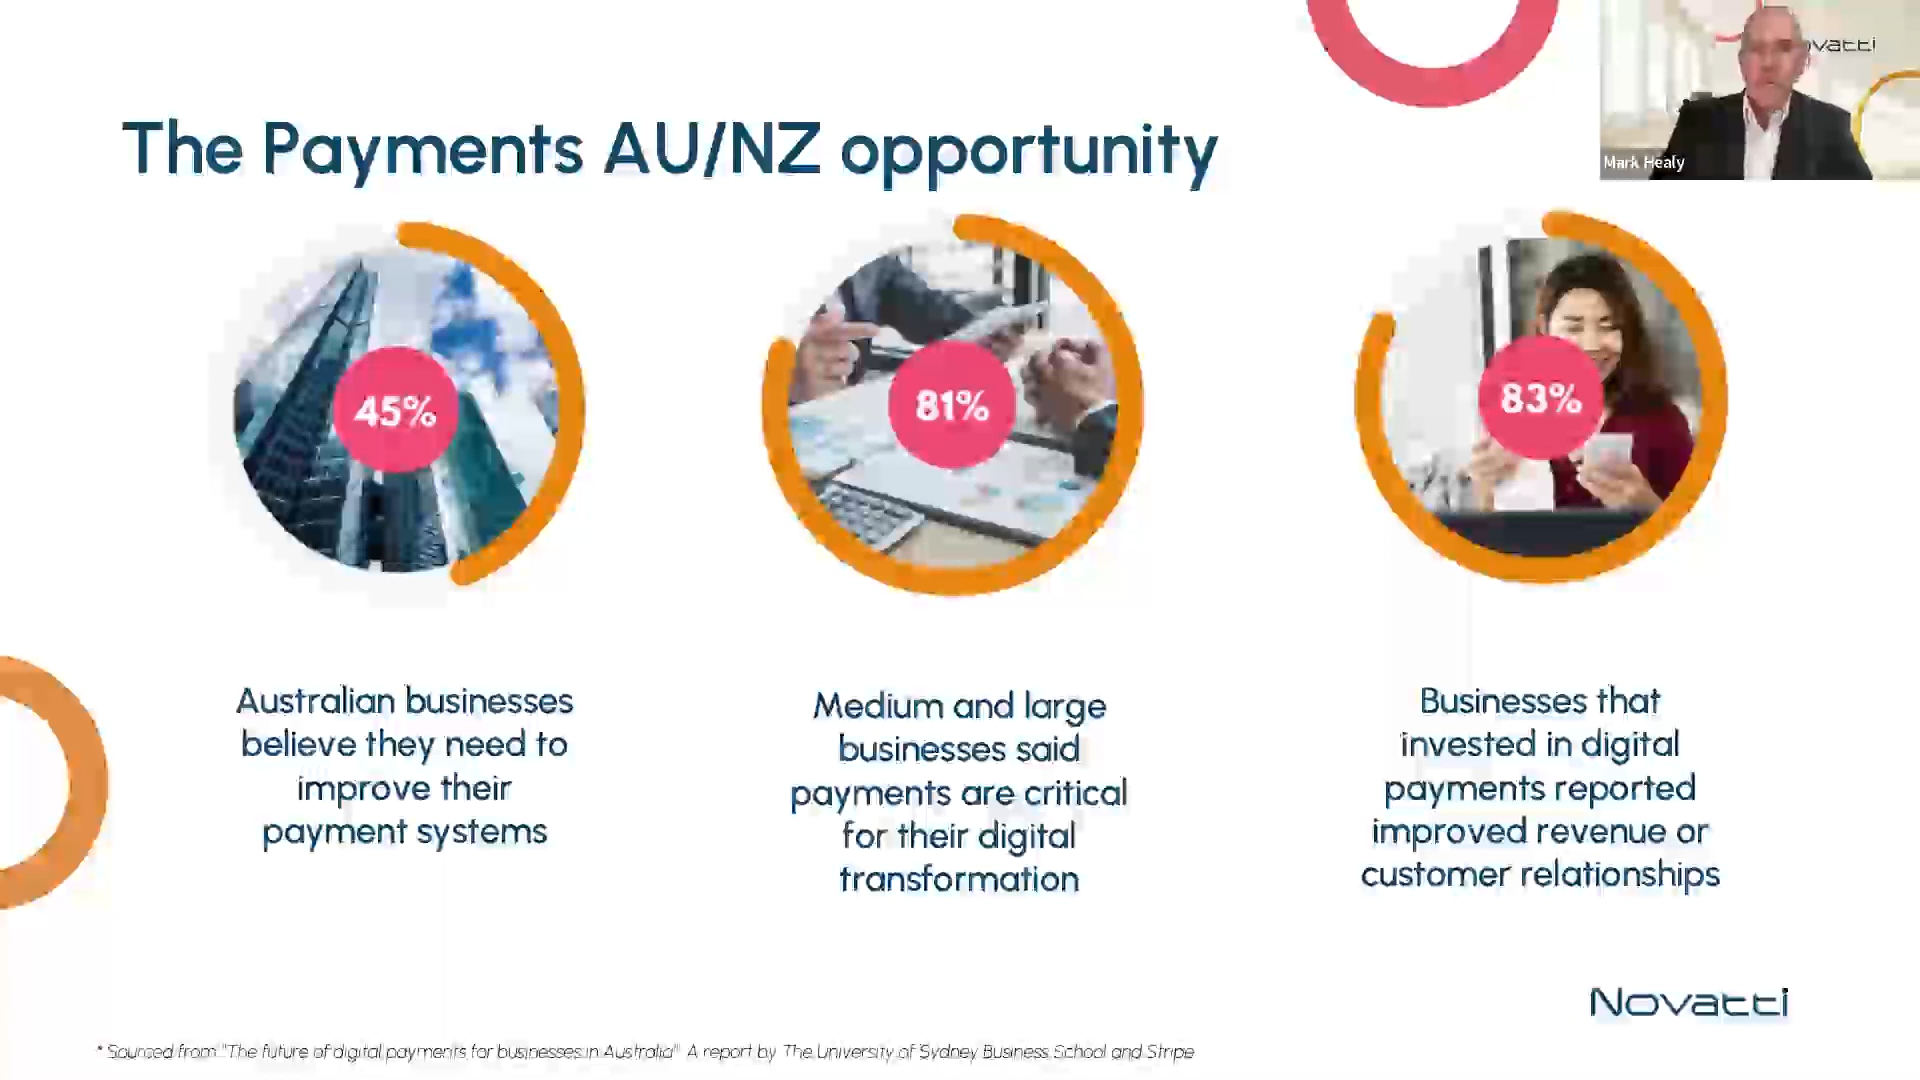 The Payments AU/NZ opportunity
vatti
Mark Healy
45%
81%
83%
Australian businesses
believe they need to
improve their
payment systems
Medium and large
businesses said
payments are critical
for their digital
transformation
Businesses that
invested in digital
payments reported
improved revenue or
customer relationships
Novatti
* Sourced from "The future of digital payments for businesses in Australia" A report by The University of Sydney Business School and Stripe